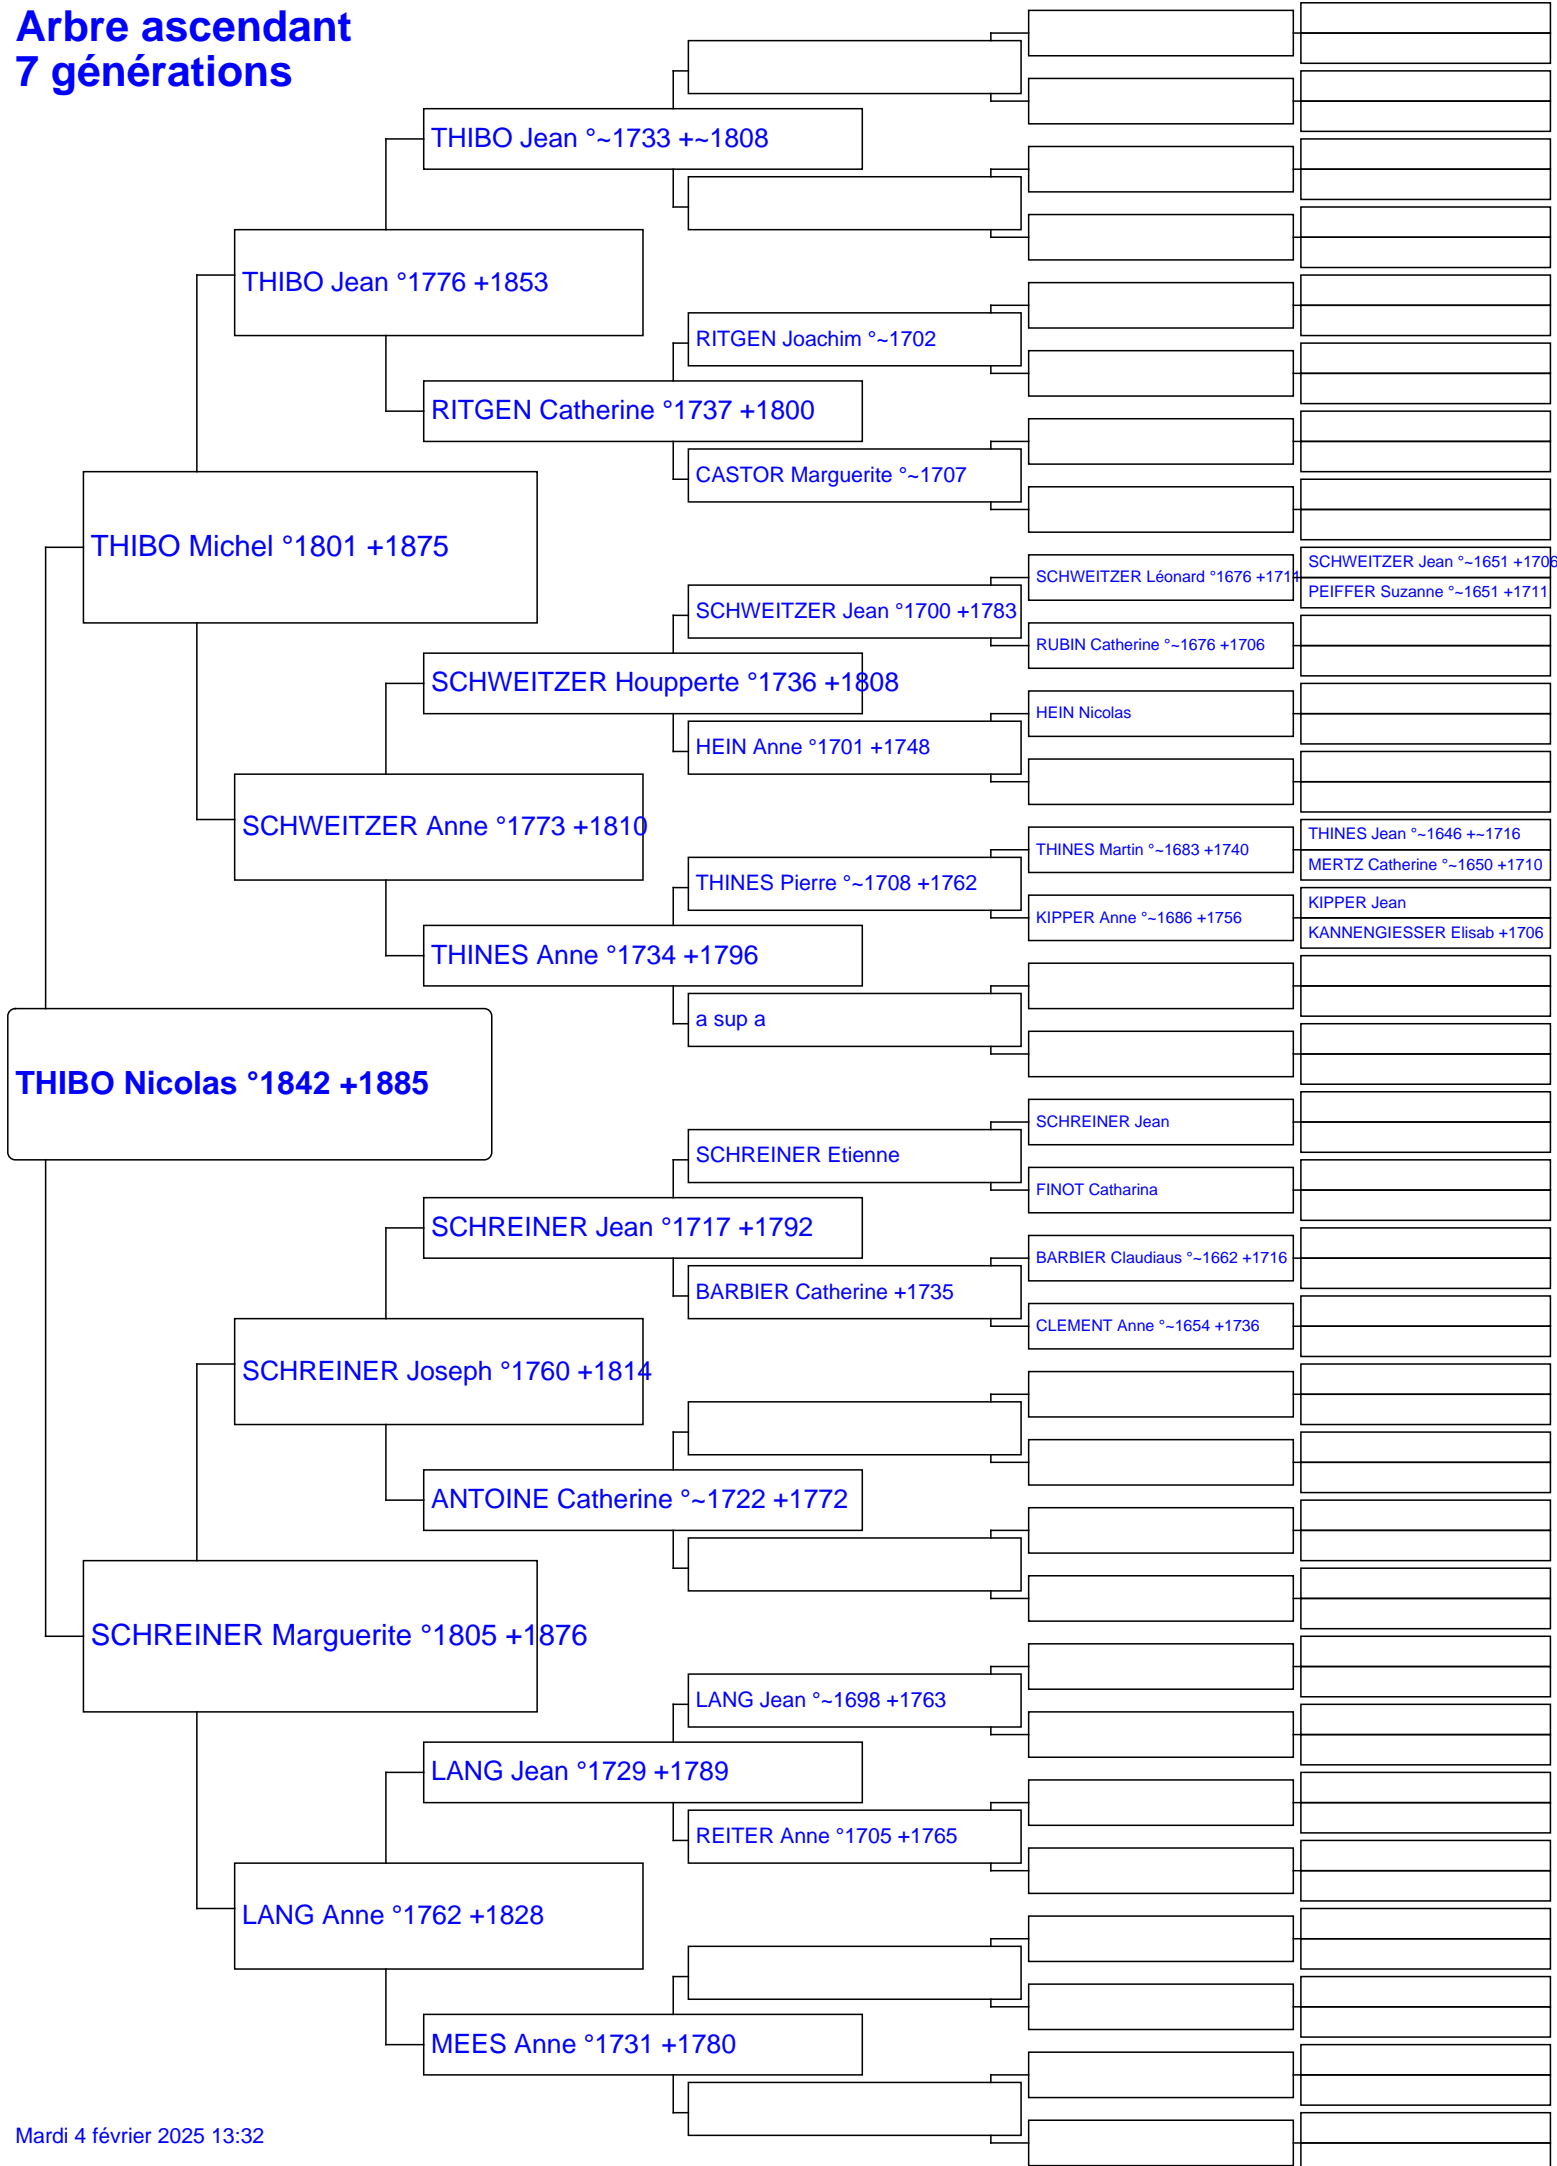 Arbre ascendant
7 générations
THIBO Jean °~1733 +~1808
THIBO Jean °1776 +1853
RITGEN Joachim °~1702
RITGEN Catherine °1737 +1800
CASTOR Marguerite °~1707
THIBO Michel °1801 +1875
SCHWEITZER Jean °~1651 +1706
SCHWEITZER Léonard °1676 +1711
PEIFFER Suzanne °~1651 +1711
SCHWEITZER Jean °1700 +1783
RUBIN Catherine °~1676 +1706
SCHWEITZER Houpperte °1736 +1808
HEIN Nicolas
HEIN Anne °1701 +1748
SCHWEITZER Anne °1773 +1810
THINES Jean °~1646 +~1716
THINES Martin °~1683 +1740
MERTZ Catherine °~1650 +1710
THINES Pierre °~1708 +1762
KIPPER Jean
KIPPER Anne °~1686 +1756
KANNENGIESSER Elisab +1706
THINES Anne °1734 +1796
a sup a
THIBO Nicolas °1842 +1885
SCHREINER Jean
SCHREINER Etienne
FINOT Catharina
SCHREINER Jean °1717 +1792
BARBIER Claudiaus °~1662 +1716
BARBIER Catherine +1735
CLEMENT Anne °~1654 +1736
SCHREINER Joseph °1760 +1814
ANTOINE Catherine °~1722 +1772
SCHREINER Marguerite °1805 +1876
LANG Jean °~1698 +1763
LANG Jean °1729 +1789
REITER Anne °1705 +1765
LANG Anne °1762 +1828
MEES Anne °1731 +1780
Mardi 4 février 2025 13:32